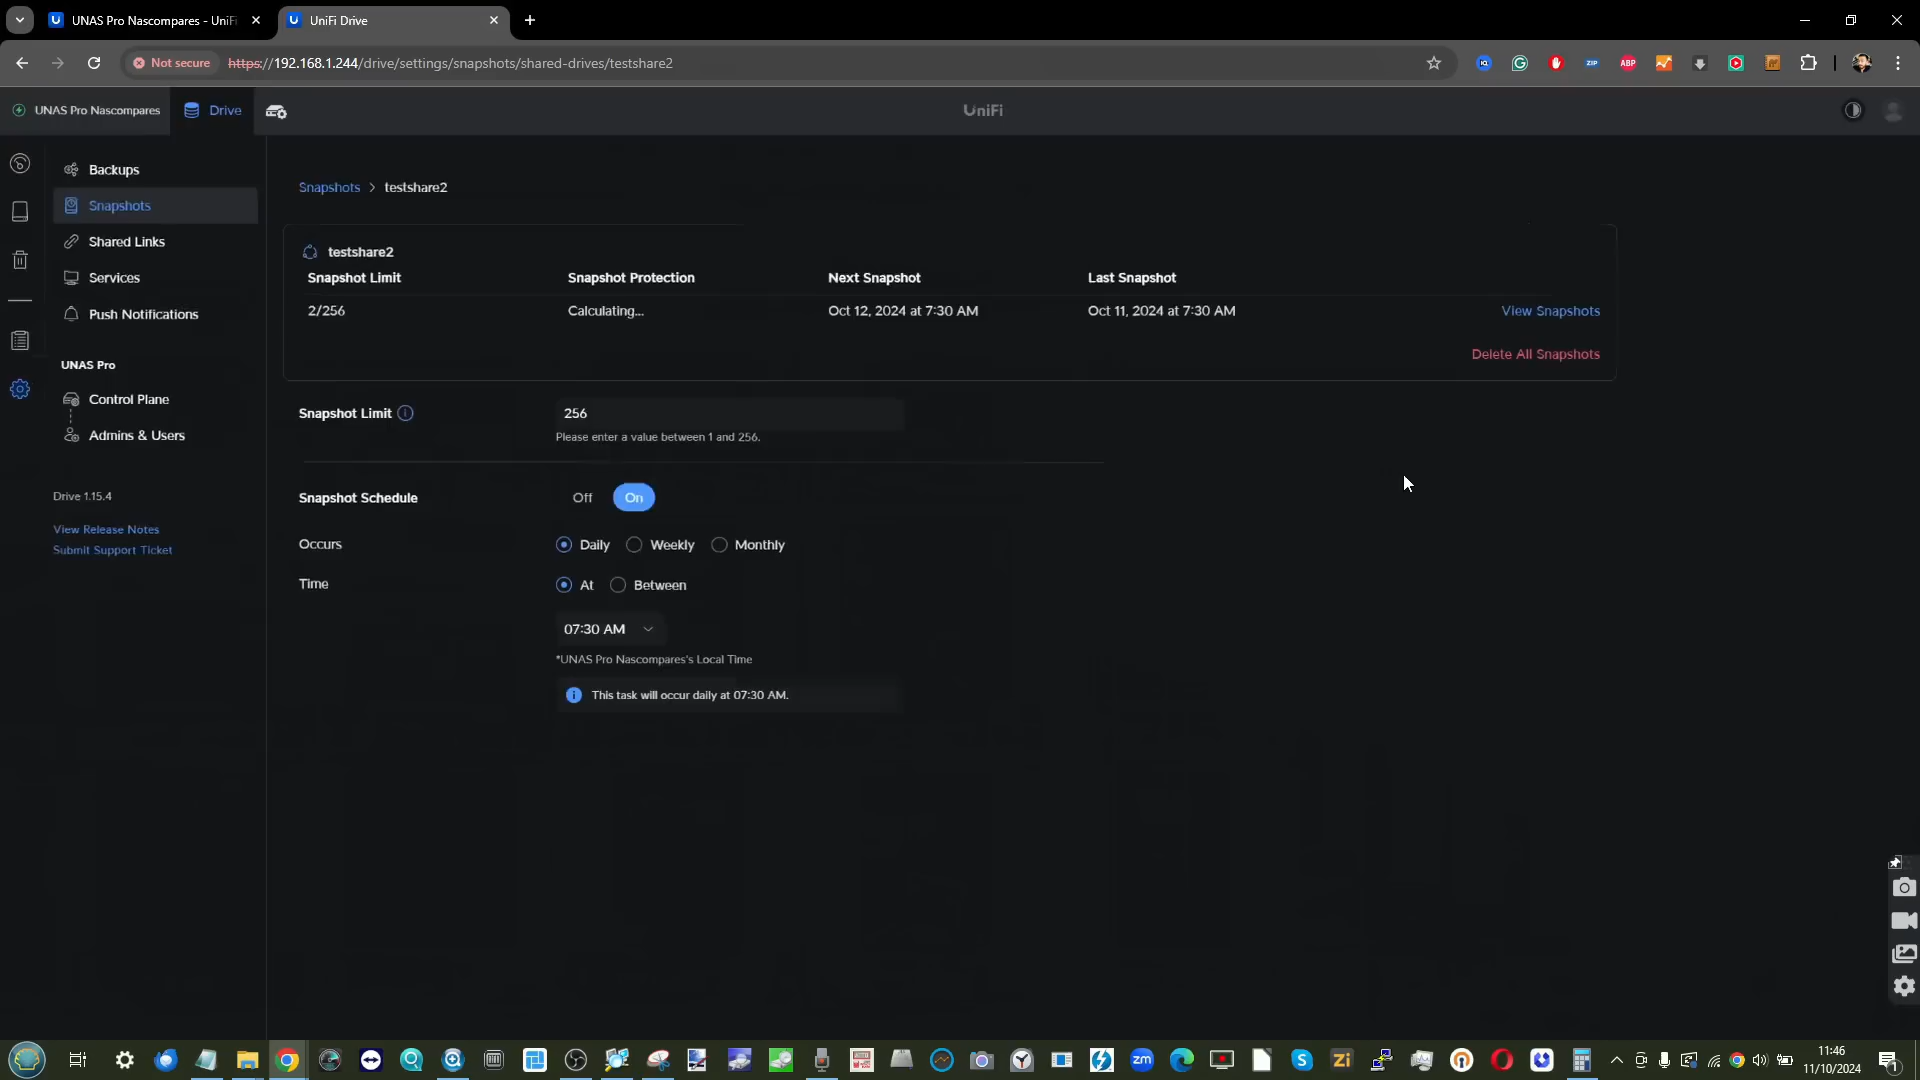 UNAS Pro Nascompares - UniFi
UniFi Drive
Not secure https://192.168.1.244/drive/settings/snapshots/shared-drives/testshare2
ZIP
ABP
UNAS Pro Nascompares
Drive
UniFi
Backups
Snapshots
Shared Links
Services
Push Notifications
UNAS Pro
Control Plane
Admins & Users
Drive 1.15.4
View Release Notes
Submit Support Ticket
Snapshots > testshare2
testshare2
Snapshot Limit Snapshot Protection Next Snapshot Last Snapshot
2/256 Calculating... Oct 12, 2024 at 7:30 AM Oct 11, 2024 at 7:30 AM View Snapshots
Delete All Snapshots
Snapshot Limit 256
Please enter a value between 1 and 256.
Snapshot Schedule Off On
Occurs Daily Weekly Monthly
Time At Between
07:30 AM
*UNAS Pro Nascompares's Local Time
This task will occur daily at 07:30 AM.
zm
Zi
11:46
11/10/2024
1